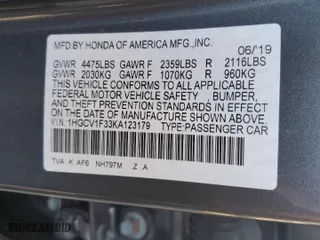 MFD BY HONDA OF AMERICA MFG.,INC. 06/'19
GVWR 4475LBS GAWR F 2359LBS R 2116LBS
GVWR 2030KG GAWR F 1070KG R 960KG
THIS VEHICLE CONFORMS TO ALL APPLICABLE
FEDERAL MOTOR VEHICLE SAFETY , BUMPER,
AND THEFT PREVENTION STANDARDS IN
EFFECT ON THE DATE OF MANUFACTURE
SHOWN ABOVE.
V.I.N. 1HGCV1F33KA123179 TYPE:PASSENGER CAR
TVA K AF6 NH797M Z A
BIDREAMBID